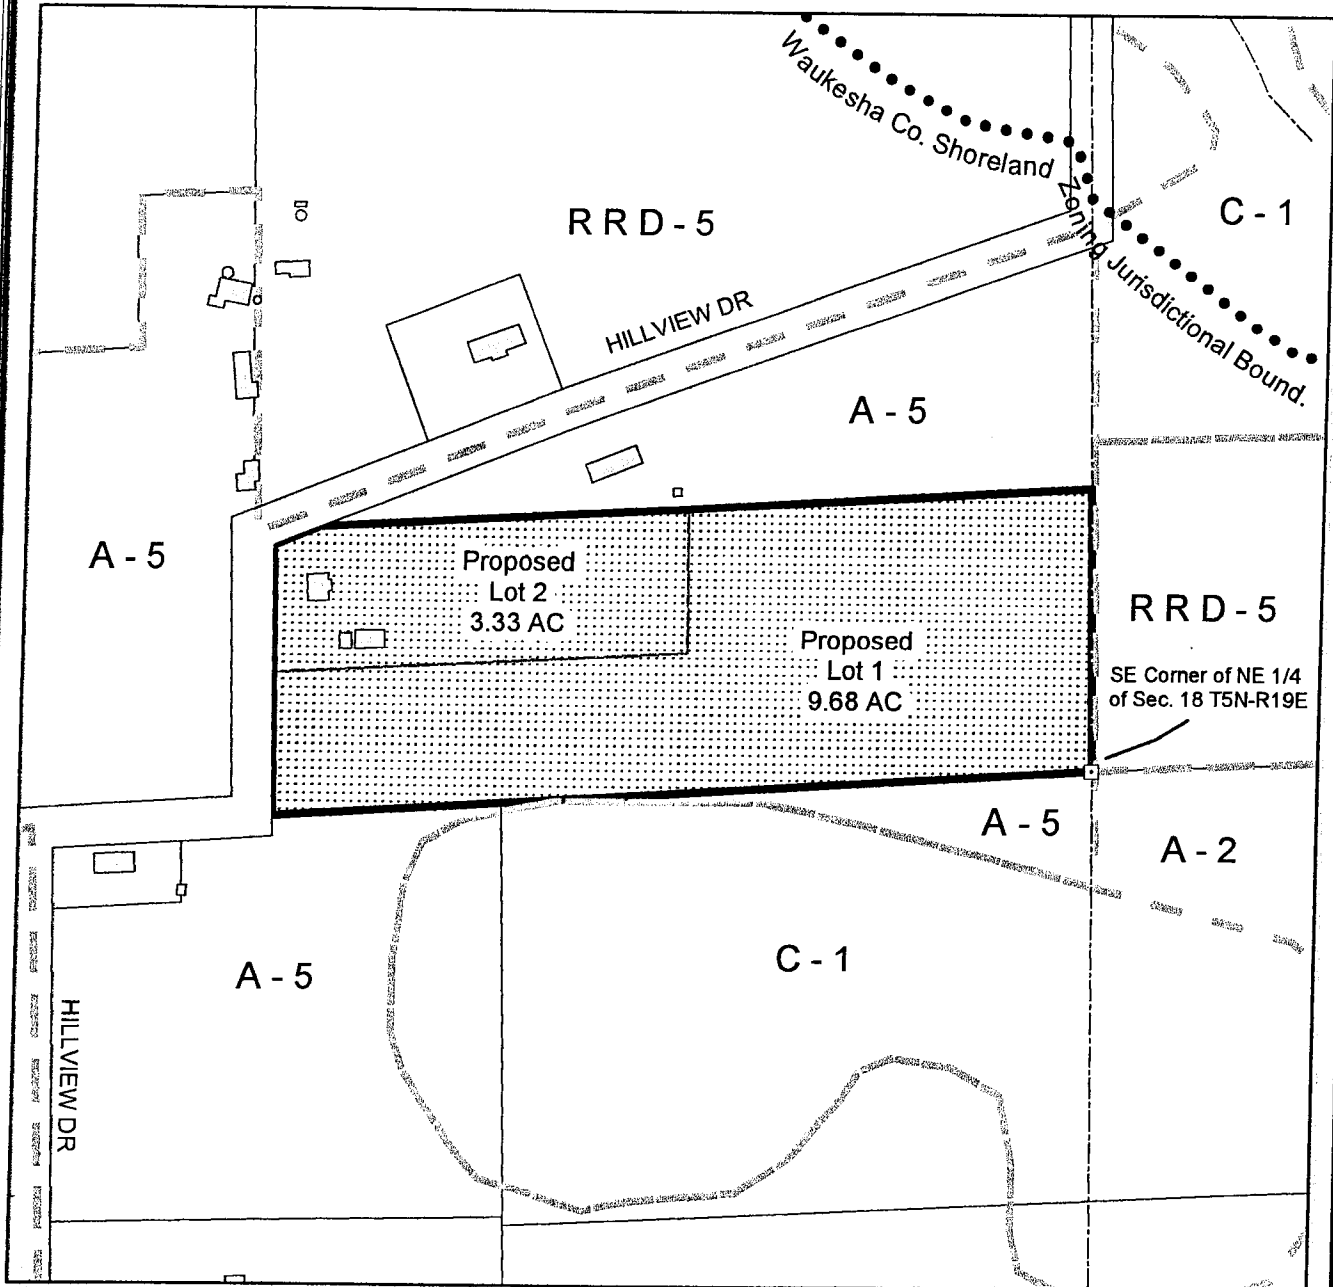 Waukesha Co. Shoreland Zoning Jurisdictional Bound.
C - 1
R R D - 5
HILLVIEW DR
A - 5
A - 5
Proposed
Lot 2
3.33 AC
Proposed
Lot 1
9.68 AC
R R D - 5
SE Corner of NE 1/4
of Sec. 18 T5N-R19E
A - 5
A - 2
A - 5
C - 1
HILLVIEW DR